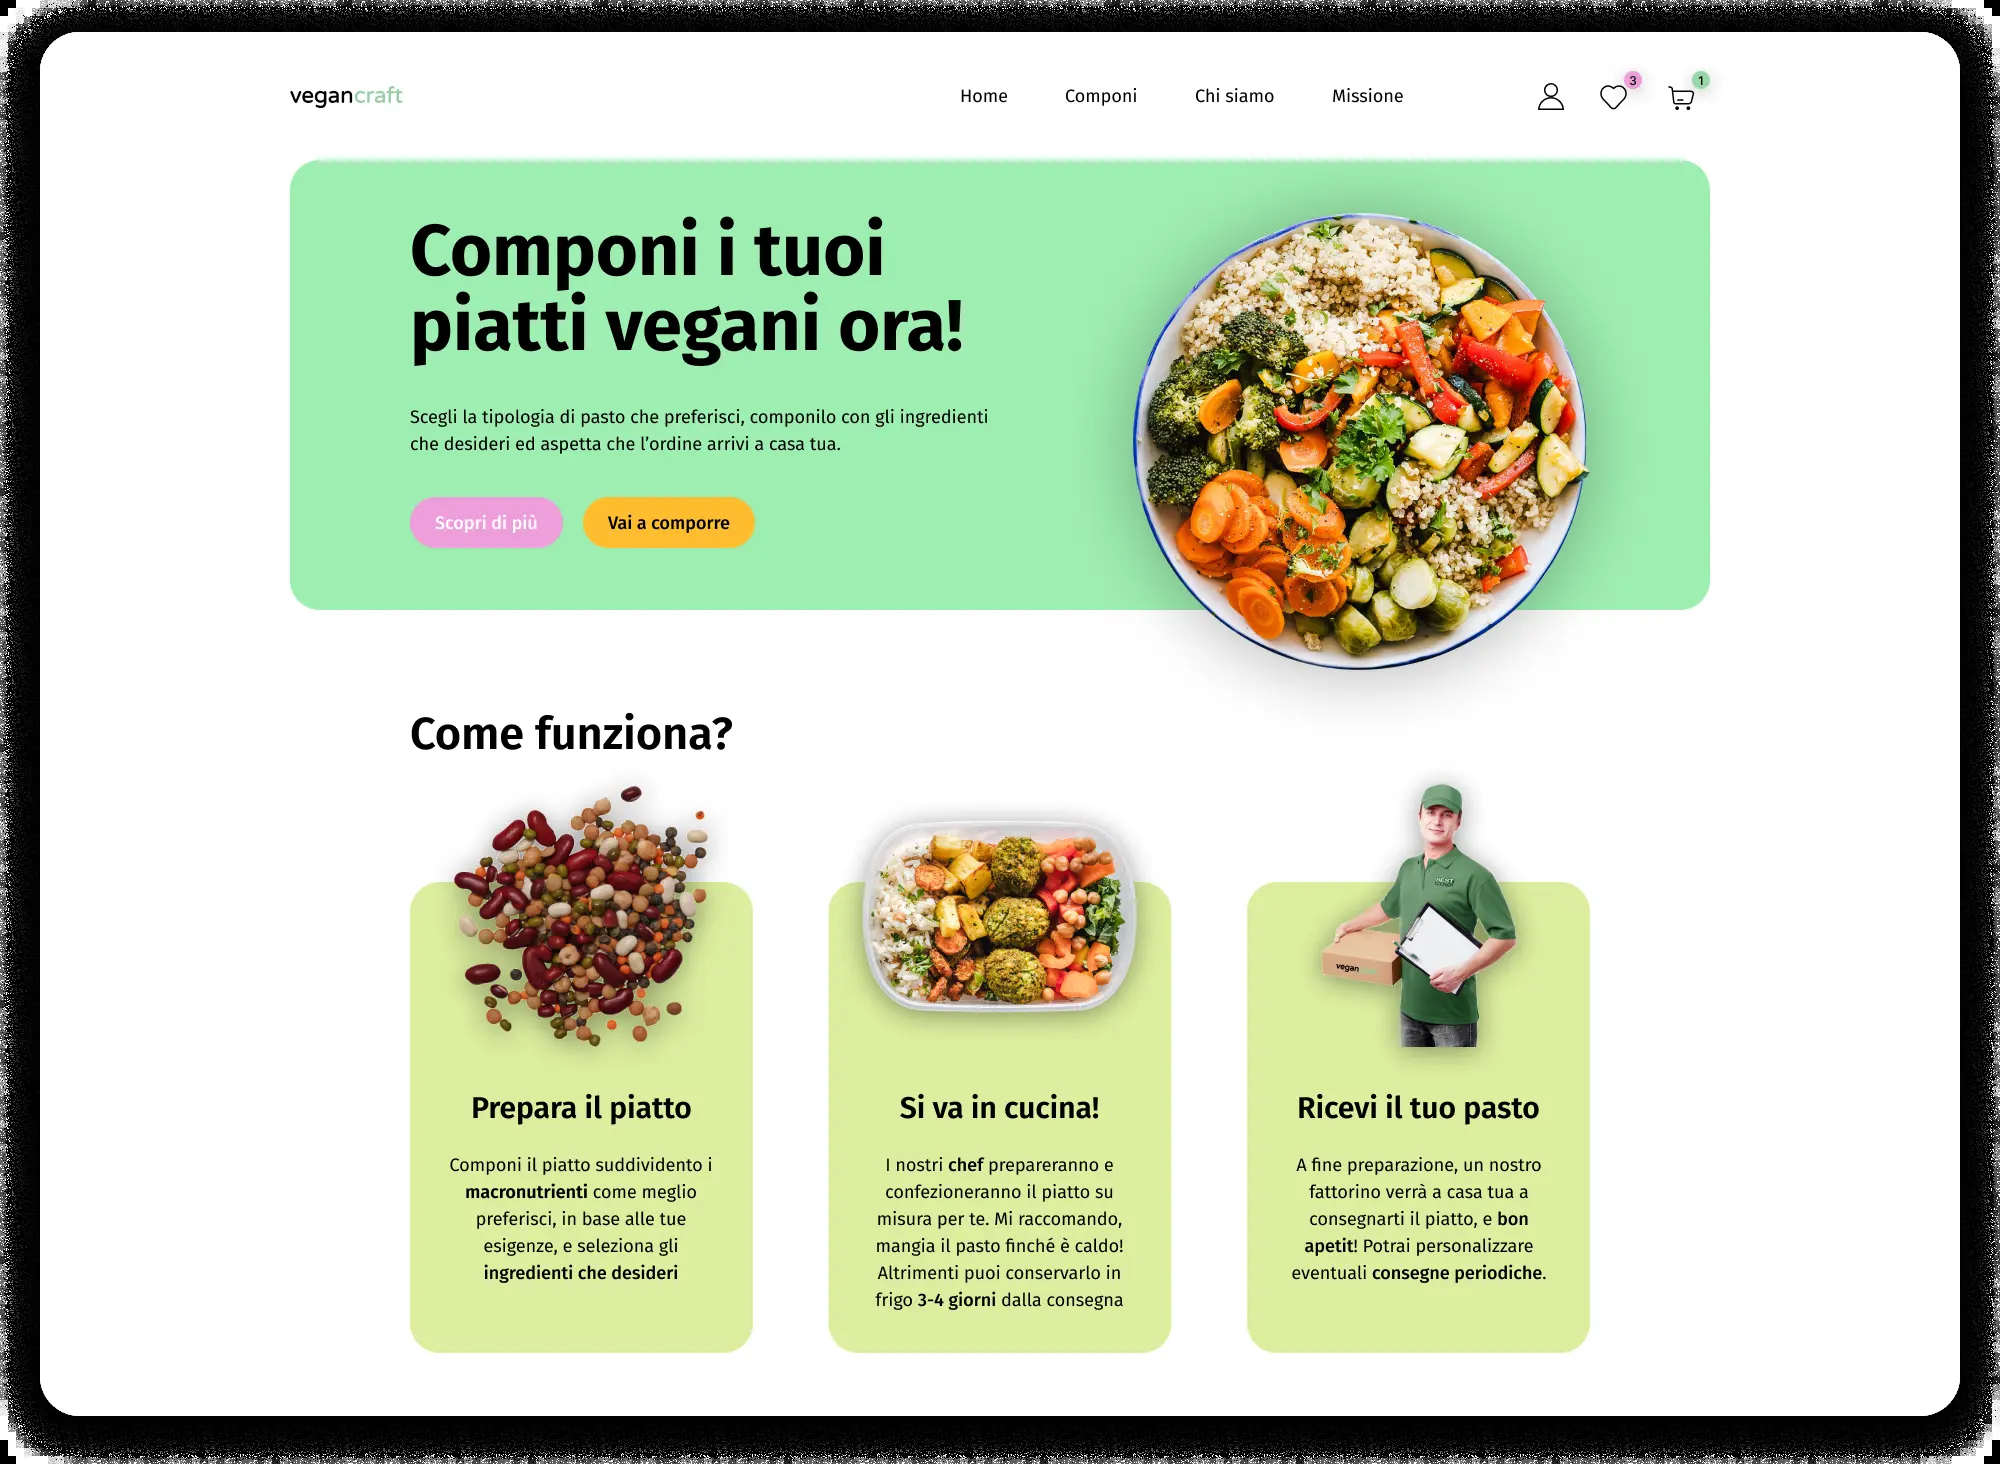 vegancraft
Home
Componi
Chi siamo
Missione
3
1
Componi i tuoi
piatti vegani ora!
Scegli la tipologia di pasto che preferisci, componilo con gli ingredienti
che desideri ed aspetta che l’ordine arrivi a casa tua.
Scopri di più
Vai a comporre
Come funziona?
BEST
vegan
Prepara il piatto
Componi il piatto suddividento i
macronutrienti come meglio
preferisci, in base alle tue
esigenze, e seleziona gli
ingredienti che desideri
Si va in cucina!
I nostri chef prepareranno e
confezioneranno il piatto su
misura per te. Mi raccomando,
mangia il pasto finché è caldo!
Altrimenti puoi conservarlo in
frigo 3-4 giorni dalla consegna
Ricevi il tuo pasto
A fine preparazione, un nostro
fattorino verrà a casa tua a
consegnarti il piatto, e bon
apetit! Potrai personalizzare
eventuali consegne periodiche.